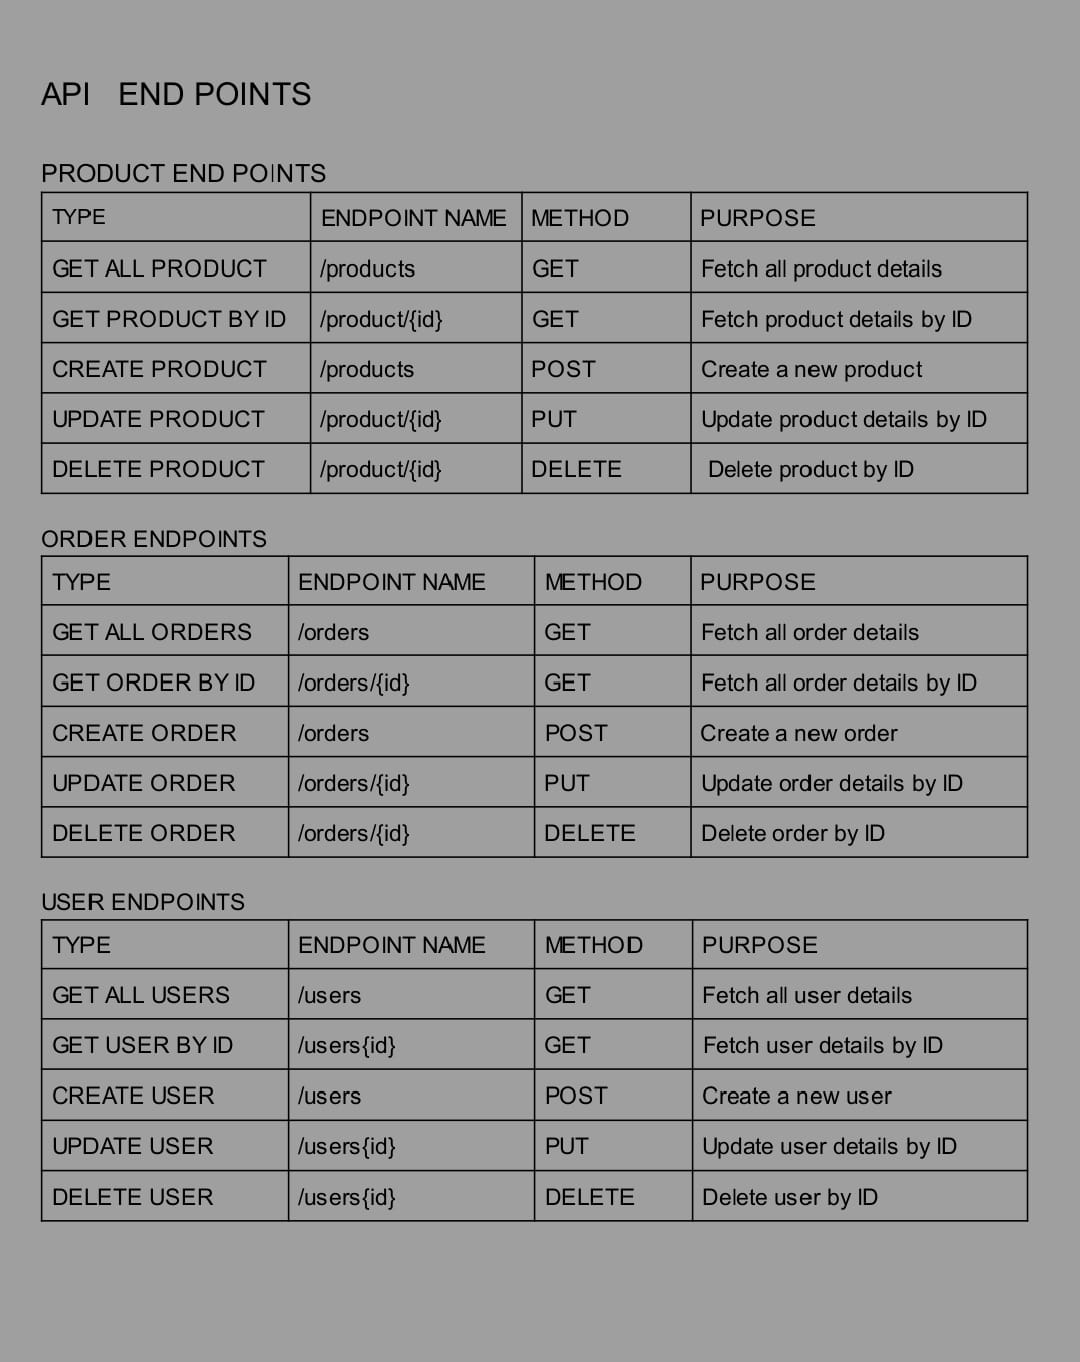 API END POINTS
PRODUCT END POINTS
TYPE ENDPOINT NAME METHOD PURPOSE
GET ALL PRODUCT /products GET Fetch all product details
GET PRODUCT BY ID /product/{id} GET Fetch product details by ID
CREATE PRODUCT /products POST Create a new product
UPDATE PRODUCT /product/{id} PUT Update product details by ID
DELETE PRODUCT /product/{id} DELETE Delete product by ID
ORDER ENDPOINTS
TYPE ENDPOINT NAME METHOD PURPOSE
GET ALL ORDERS /orders GET Fetch all order details
GET ORDER BY ID /orders/{id} GET Fetch all order details by ID
CREATE ORDER /orders POST Create a new order
UPDATE ORDER /orders/{id} PUT Update order details by ID
DELETE ORDER /orders/{id} DELETE Delete order by ID
USER ENDPOINTS
TYPE ENDPOINT NAME METHOD PURPOSE
GET ALL USERS /users GET Fetch all user details
GET USER BY ID /users{id} GET Fetch user details by ID
CREATE USER /users POST Create a new user
UPDATE USER /users{id} PUT Update user details by ID
DELETE USER /users{id} DELETE Delete user by ID